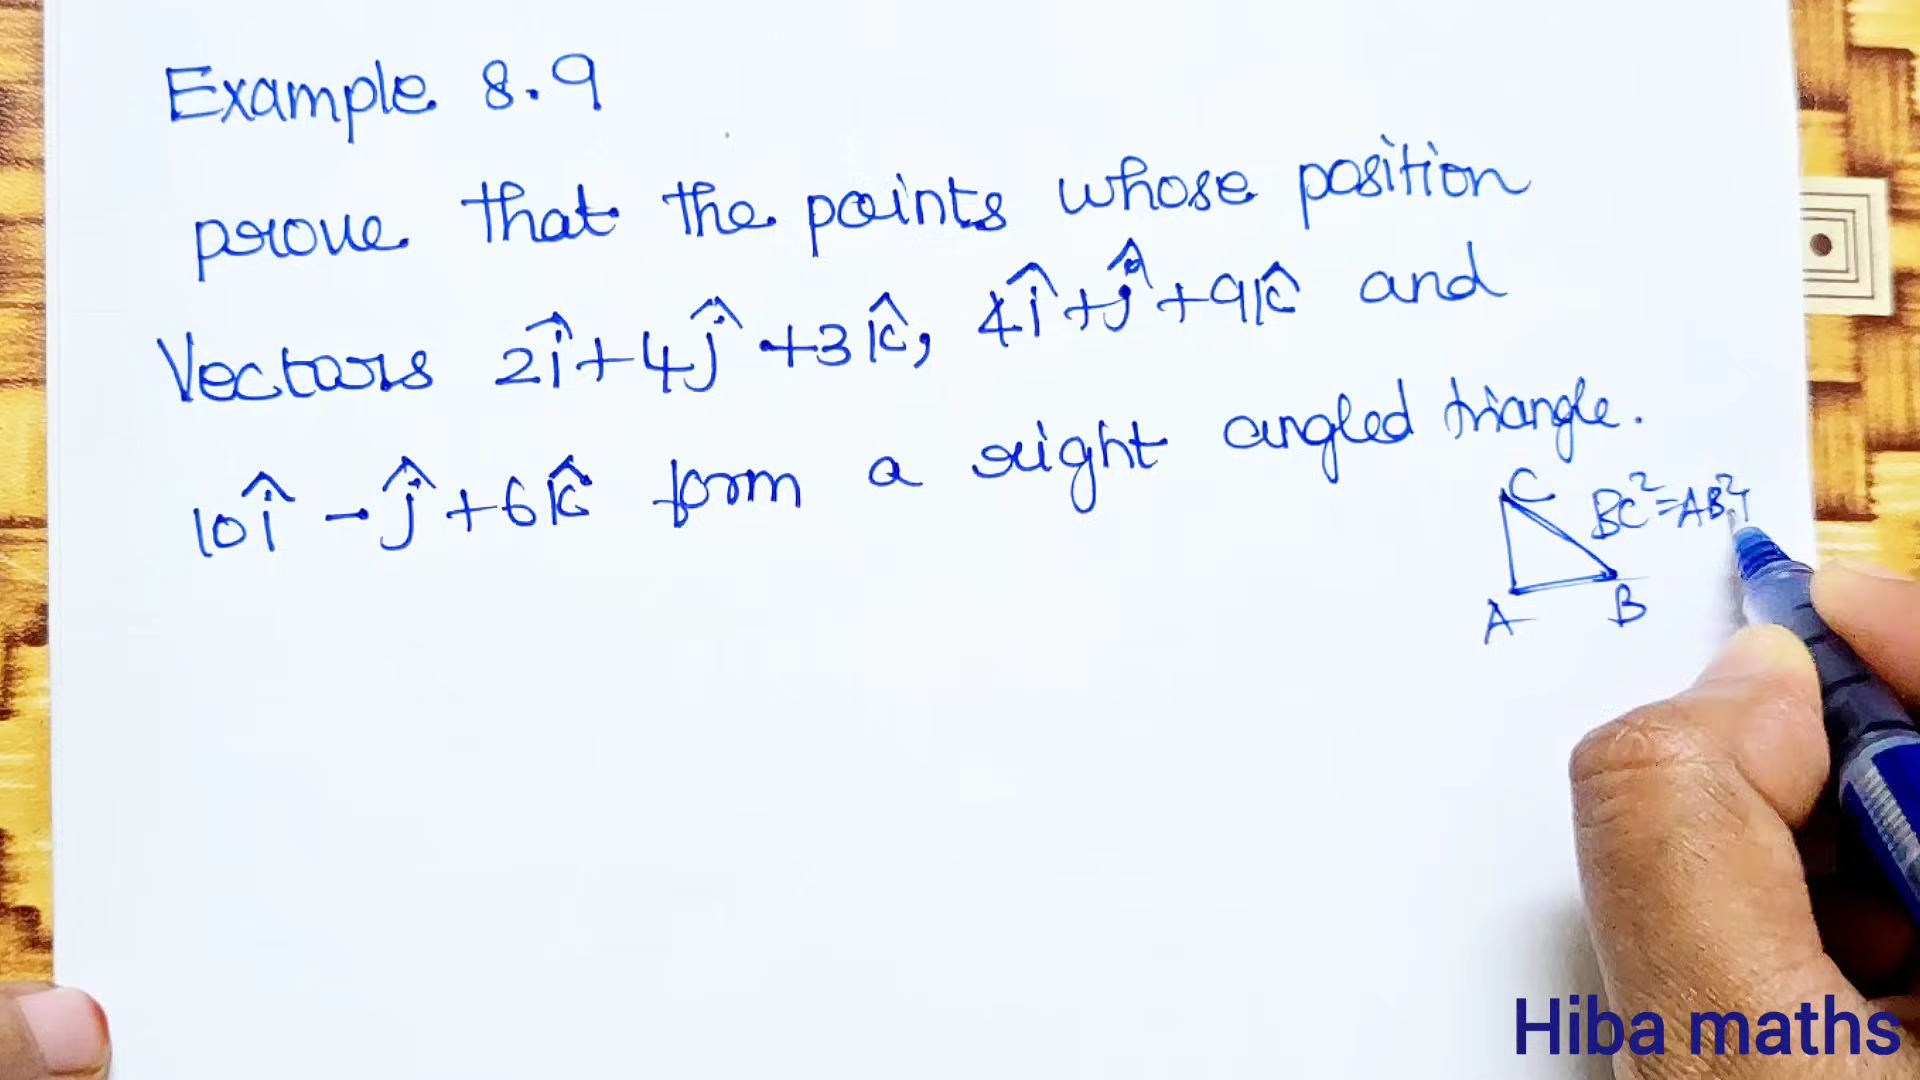 Example 8.9
prove that the points whose position
Vectors 2î+4ĵ+3k̂, 4î+ĵ+9k̂ and
10î-ĵ+6k̂ form a right angled triangle.
C BC²=AB²+
A B
Hiba maths